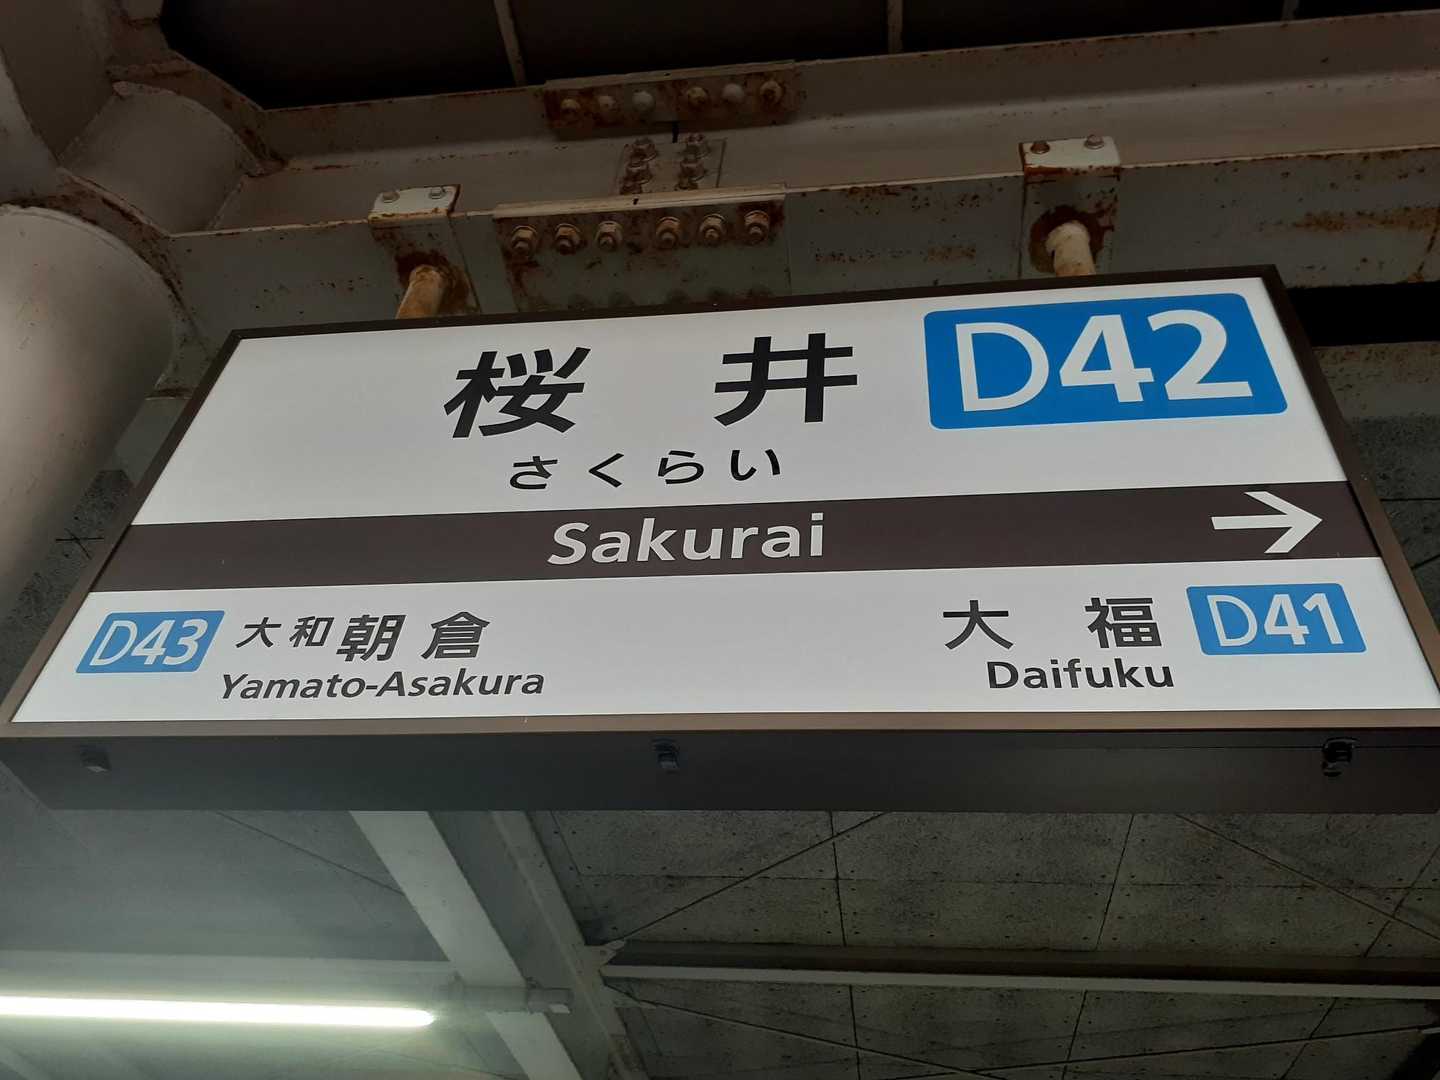 桜井 D42
さくらい
Sakurai →
D43 大和朝倉 大福 D41
Yamato-Asakura Daifuku